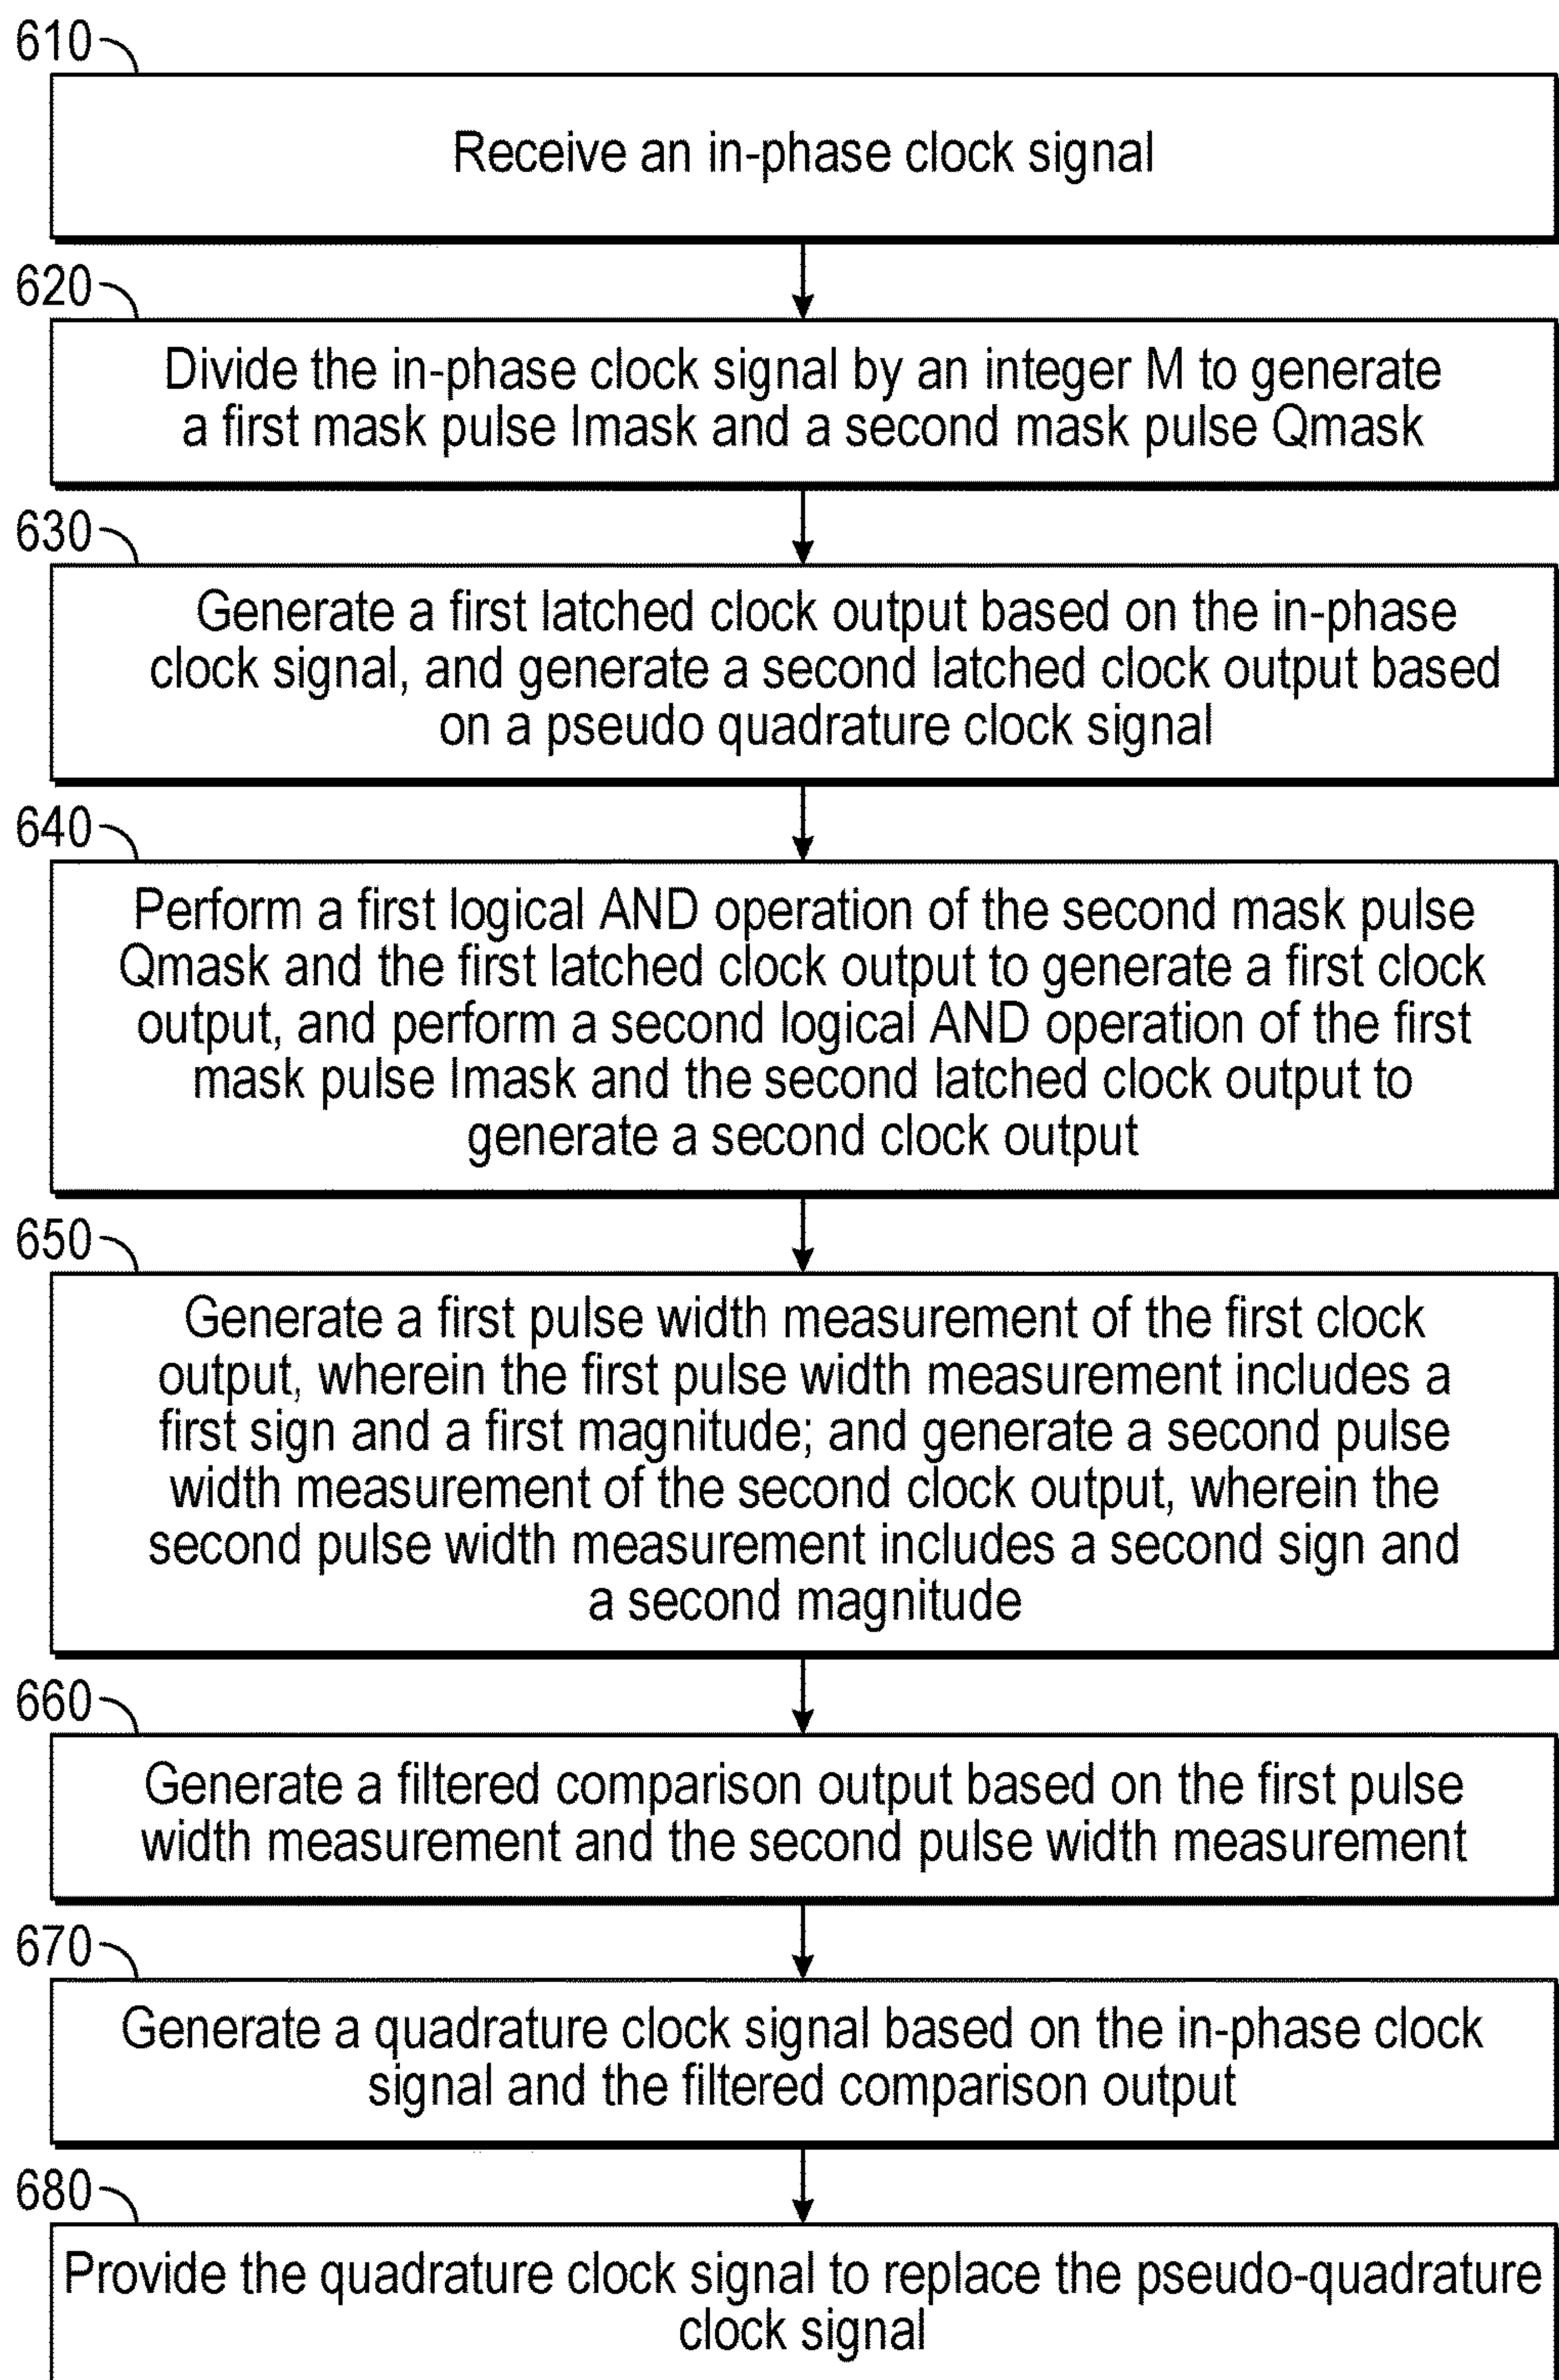 610
Receive an in-phase clock signal
620
Divide the in-phase clock signal by an integer M to generate
a first mask pulse Imask and a second mask pulse Qmask
630
Generate a first latched clock output based on the in-phase
clock signal, and generate a second latched clock output based
on a pseudo quadrature clock signal
640
Perform a first logical AND operation of the second mask pulse
Qmask and the first latched clock output to generate a first clock
output, and perform a second logical AND operation of the first
mask pulse Imask and the second latched clock output to
generate a second clock output
650
Generate a first pulse width measurement of the first clock
output, wherein the first pulse width measurement includes a
first sign and a first magnitude; and generate a second pulse
width measurement of the second clock output, wherein the
second pulse width measurement includes a second sign and
a second magnitude
660
Generate a filtered comparison output based on the first pulse
width measurement and the second pulse width measurement
670
Generate a quadrature clock signal based on the in-phase clock
signal and the filtered comparison output
680
Provide the quadrature clock signal to replace the pseudo-quadrature
clock signal